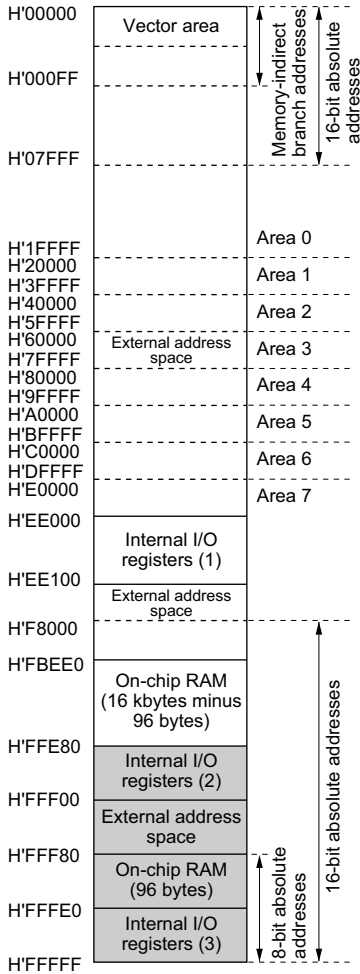 H'00000
Vector area
H'000FF
Memory-indirect
branch addresses
16-bit absolute
addresses
H'07FFF
H'1FFFF
Area 0
H'20000
H'3FFFF
Area 1
H'40000
H'5FFFF
Area 2
H'60000
H'7FFFF
External address
space
Area 3
H'80000
H'9FFFF
Area 4
H'A0000
H'BFFFF
Area 5
H'C0000
H'DFFFF
Area 6
H'E0000
Area 7
H'EE000
Internal I/O
registers (1)
H'EE100
External address
space
H'F8000
H'FBEE0
On-chip RAM
(16 kbytes minus
96 bytes)
H'FFE80
Internal I/O
registers (2)
H'FFF00
External address
space
H'FFF80
On-chip RAM
(96 bytes)
H'FFFE0
Internal I/O
registers (3)
H'FFFFF
8-bit absolute
addresses
16-bit absolute addresses